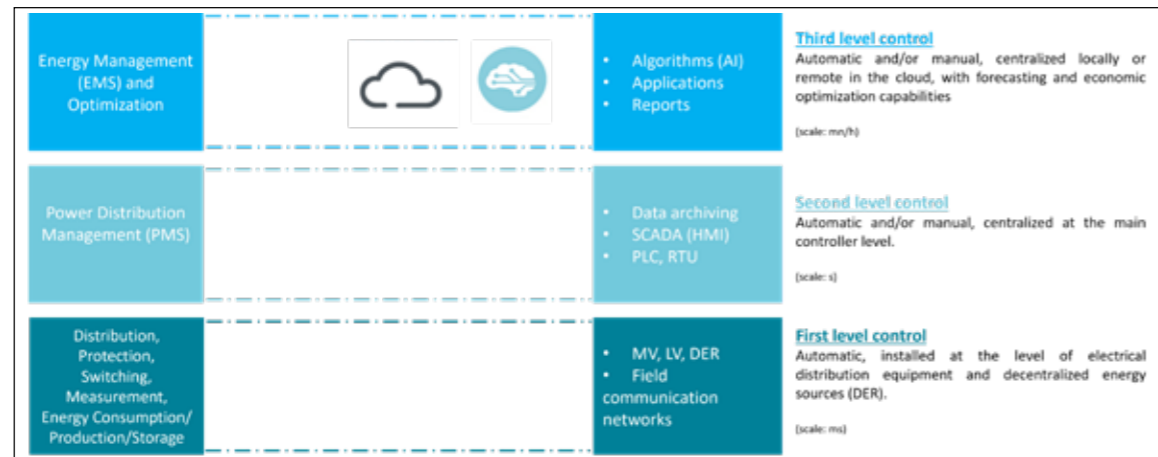 Energy Management
(EMS) and
Optimization
• Algorithms (AI)
• Applications
• Reports
Third level control
Automatic and/or manual, centralized locally or
remote in the cloud, with forecasting and economic
optimization capabilities
(scale: mn/h)
Power Distribution
Management (PMS)
• Data archiving
• SCADA (HMI)
• PLC, RTU
Second level control
Automatic and/or manual, centralized at the main
controller level.
(scale: s)
Distribution,
Protection,
Switching,
Measurement,
Energy Consumption/
Production/Storage
• MV, LV, DER
• Field
communication
networks
First level control
Automatic, installed at the level of electrical
distribution equipment and decentralized energy
sources (DER).
(scale: ms)